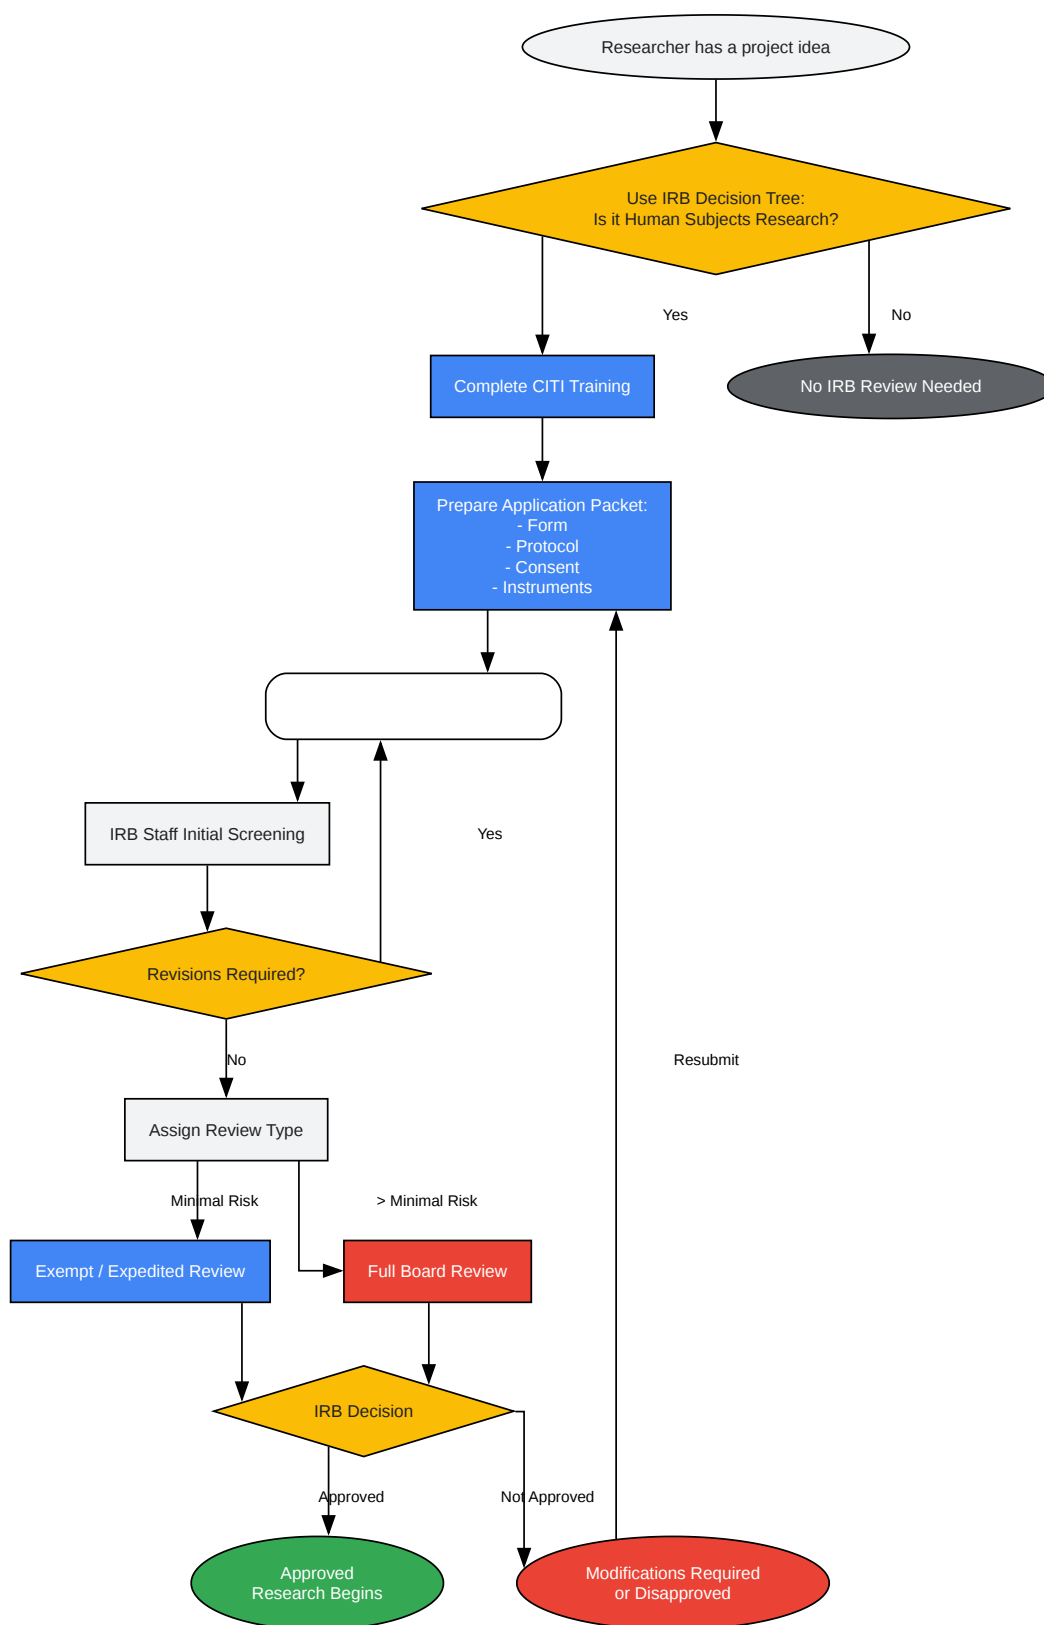 Researcher has a project idea
Use IRB Decision Tree:
Is it Human Subjects Research?
Yes
No
Complete CITI Training
No IRB Review Needed
Prepare Application Packet:
- Form
- Protocol
- Consent
- Instruments
IRB Staff Initial Screening
Yes
Revisions Required?
No
Resubmit
Assign Review Type
Minimal Risk
> Minimal Risk
Exempt / Expedited Review
Full Board Review
IRB Decision
Approved
Not Approved
Approved
Research Begins
Modifications Required
or Disapproved